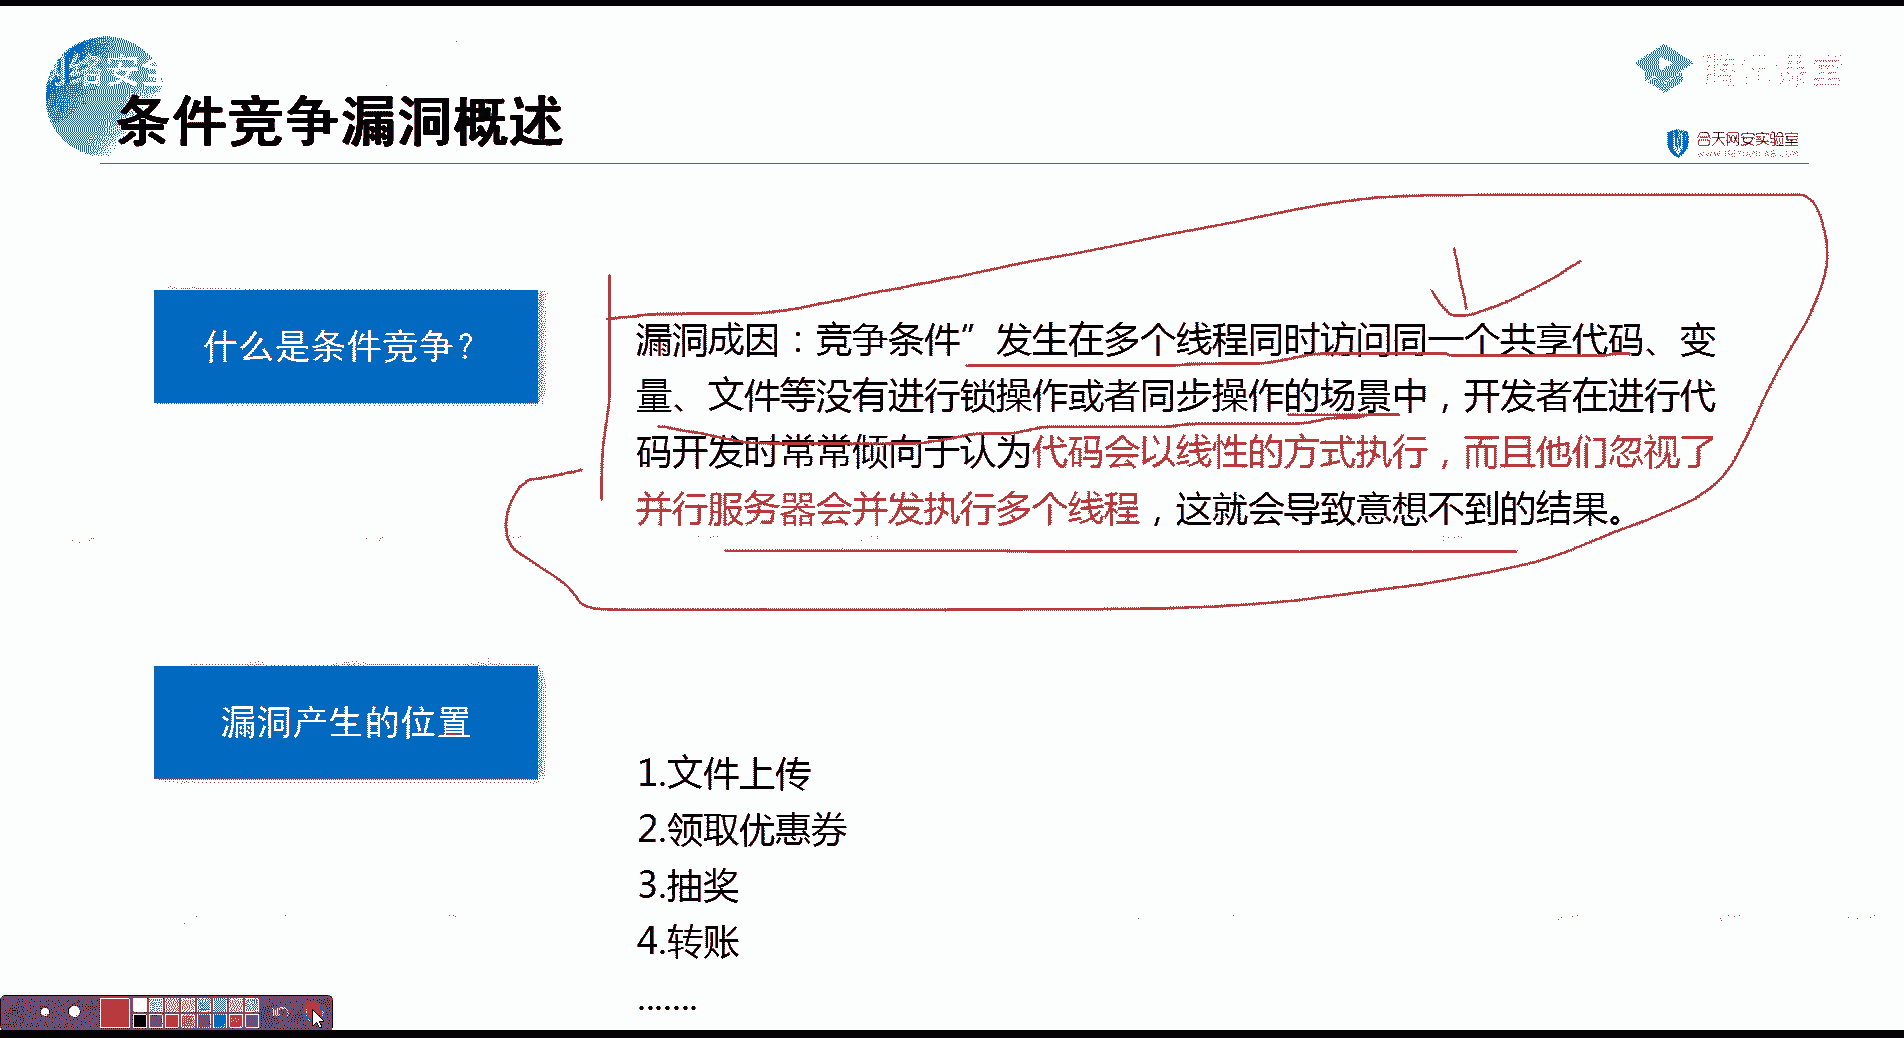 条件竞争漏洞概述
腾讯课堂
合天网安实验室
什么是条件竞争？
漏洞成因：竞争条件”发生在多个线程同时访问同一个共享代码、变
量、文件等没有进行锁操作或者同步操作的场景中，开发者在进行代
码开发时常常倾向于认为代码会以线性的方式执行，而且他们忽视了
并行服务器会并发执行多个线程，这就会导致意想不到的结果。
漏洞产生的位置
1.文件上传
2.领取优惠券
3.抽奖
4.转账
.......